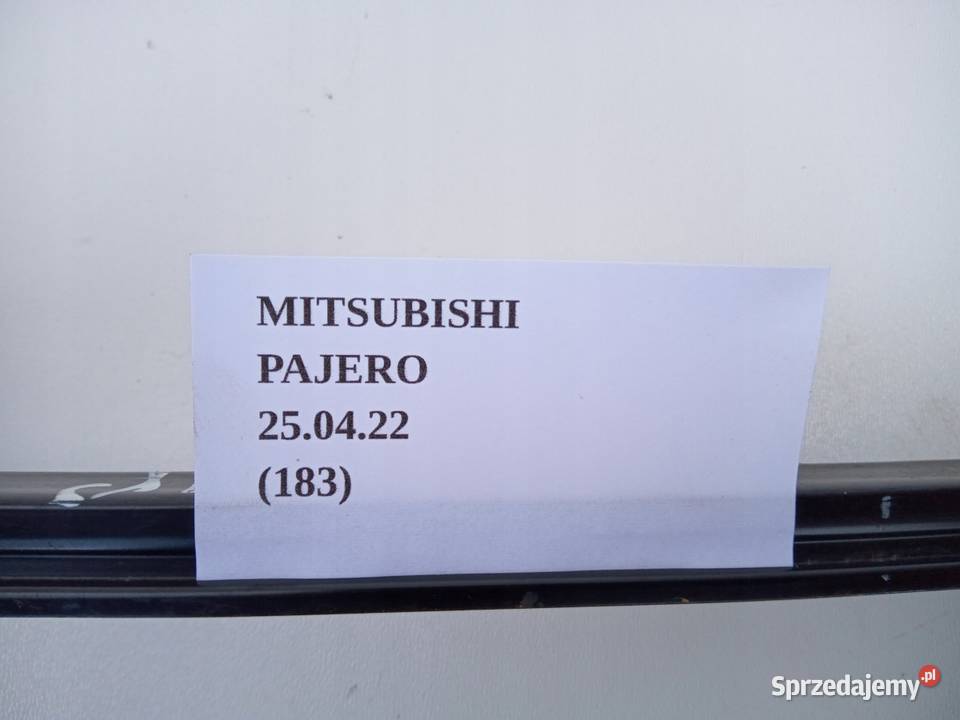 MITSUBISHI
PAJERO
25.04.22
(183)
Sprzedajemy.pl